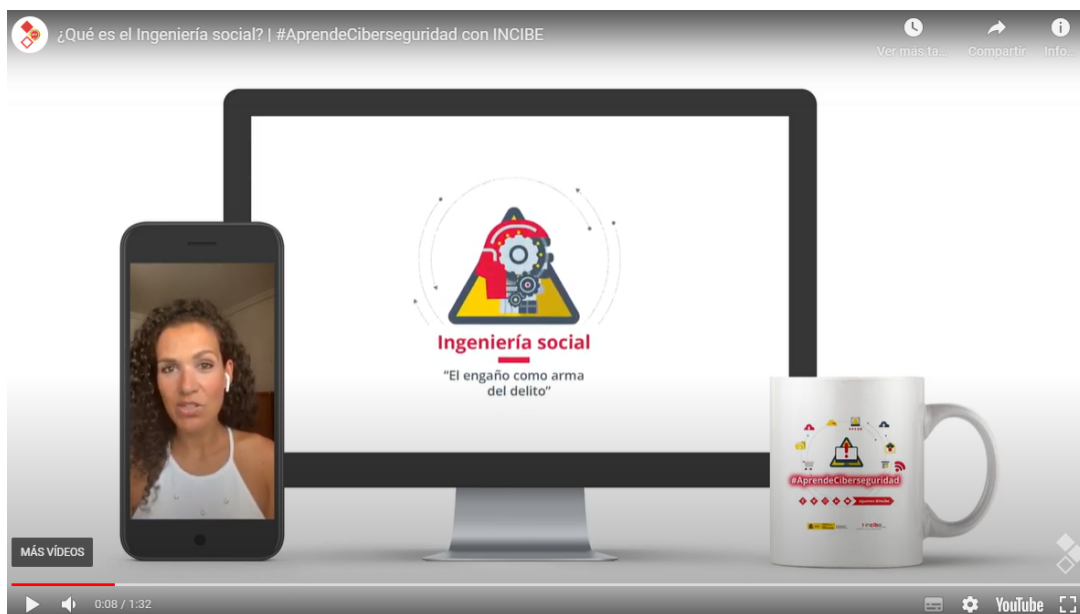 ¿Qué es el Ingeniería social? | #AprendeCiberseguridad con INCIBE
Ver más ta...
Compartir
Info...
Ingeniería social
“El engaño como arma
del delito”
#AprendeCiberseguridad
incibe
MÁS VÍDEOS
0:08 / 1:32
YouTube